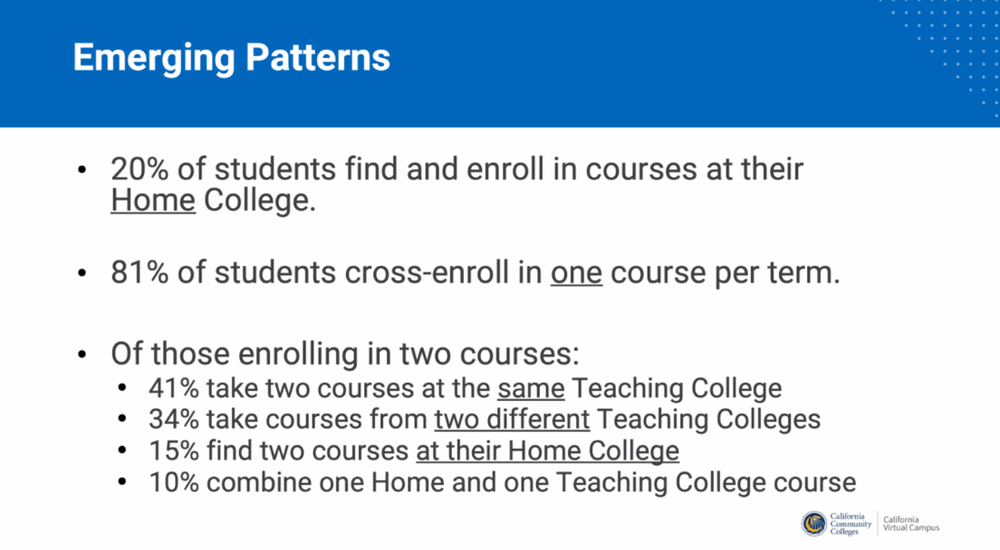 Emerging Patterns
• 20% of students find and enroll in courses at their
Home College.
• 81% of students cross-enroll in one course per term.
• Of those enrolling in two courses:
• 41% take two courses at the same Teaching College
• 34% take courses from two different Teaching Colleges
• 15% find two courses at their Home College
• 10% combine one Home and one Teaching College course
California
Community
Colleges
California
Virtual Campus